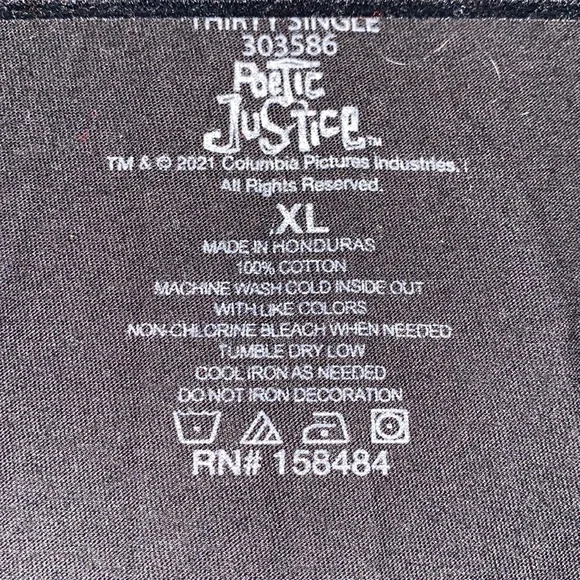 THIRTY SINGLE
303586
Poetic
Justice™
TM & © 2021 Columbia Pictures Industries,
All Rights Reserved.
XL
MADE IN HONDURAS
100% COTTON
MACHINE WASH COLD INSIDE OUT
WITH LIKE COLORS
NON-CHLORINE BLEACH WHEN NEEDED
TUMBLE DRY LOW
COOL IRON AS NEEDED
DO NOT IRON DECORATION
RN# 158484